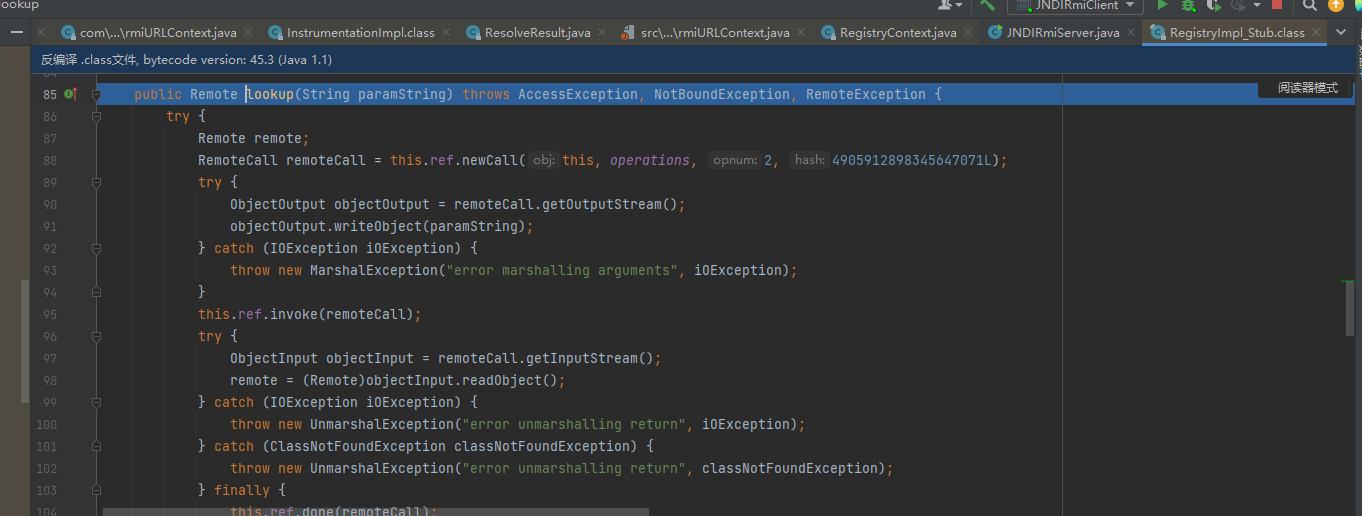 ookup
JNDIRmiClient
com\...\rmiURLContext.java InstrumentationImpl.class ResolveResult.java src\...\rmiURLContext.java RegistryContext.java JNDIRmiServer.java RegistryImpl_Stub.class
反编译 .class文件, bytecode version: 45.3 (Java 1.1)
阅读器模式
84
85 public Remote lookup(String paramString) throws AccessException, NotBoundException, RemoteException {
86 try {
87 Remote remote;
88 RemoteCall remoteCall = this.ref.newCall( obj: this, operations, opnum: 2, hash: 4905912898345647071L);
89 try {
90 ObjectOutput objectOutput = remoteCall.getOutputStream();
91 objectOutput.writeObject(paramString);
92 } catch (IOException iOException) {
93 throw new MarshalException("error marshalling arguments", iOException);
94 }
95 this.ref.invoke(remoteCall);
96 try {
97 ObjectInput objectInput = remoteCall.getInputStream();
98 remote = (Remote)objectInput.readObject();
99 } catch (IOException iOException) {
100 throw new UnmarshalException("error unmarshalling return", iOException);
101 } catch (ClassNotFoundException classNotFoundException) {
102 throw new UnmarshalException("error unmarshalling return", classNotFoundException);
103 } finally {
104 this.ref.done(remoteCall);